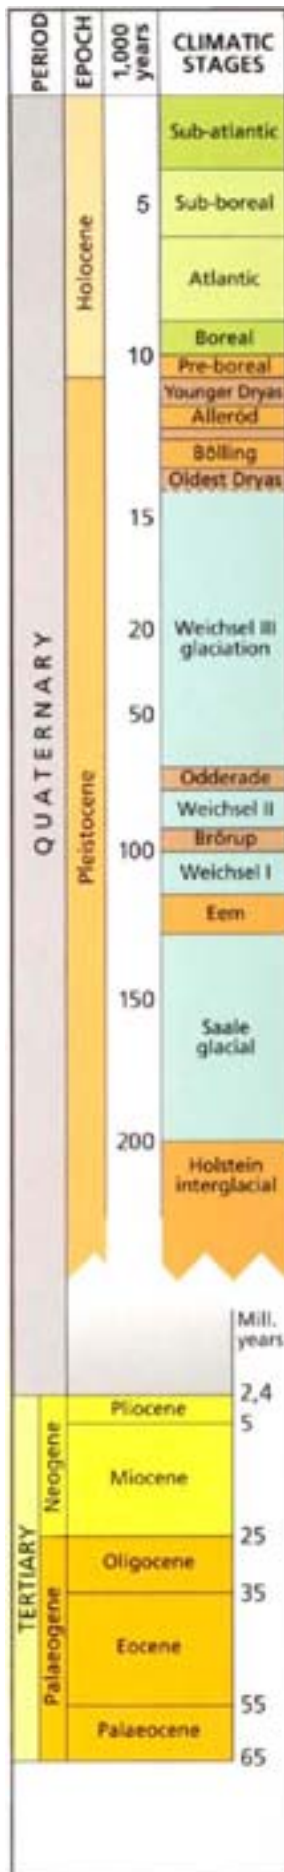 PERIOD
EPOCH
1,000
years
CLIMATIC
STAGES
QUATERNARY
Holocene
Pleistocene
Sub-atlantic
5
Sub-boreal
Atlantic
Boreal
10
Pre-boreal
Younger Dryas
Alleröd
Bölling
Oldest Dryas
15
20
Weichsel III
glaciation
50
Odderade
Weichsel II
Brörup
100
Weichsel I
Eem
150
Saale
glacial
200
Holstein
interglacial
Mill.
years
2,4
TERTIARY
Neogene
Palaeogene
Pliocene
5
Miocene
25
Oligocene
35
Eocene
55
Palaeocene
65